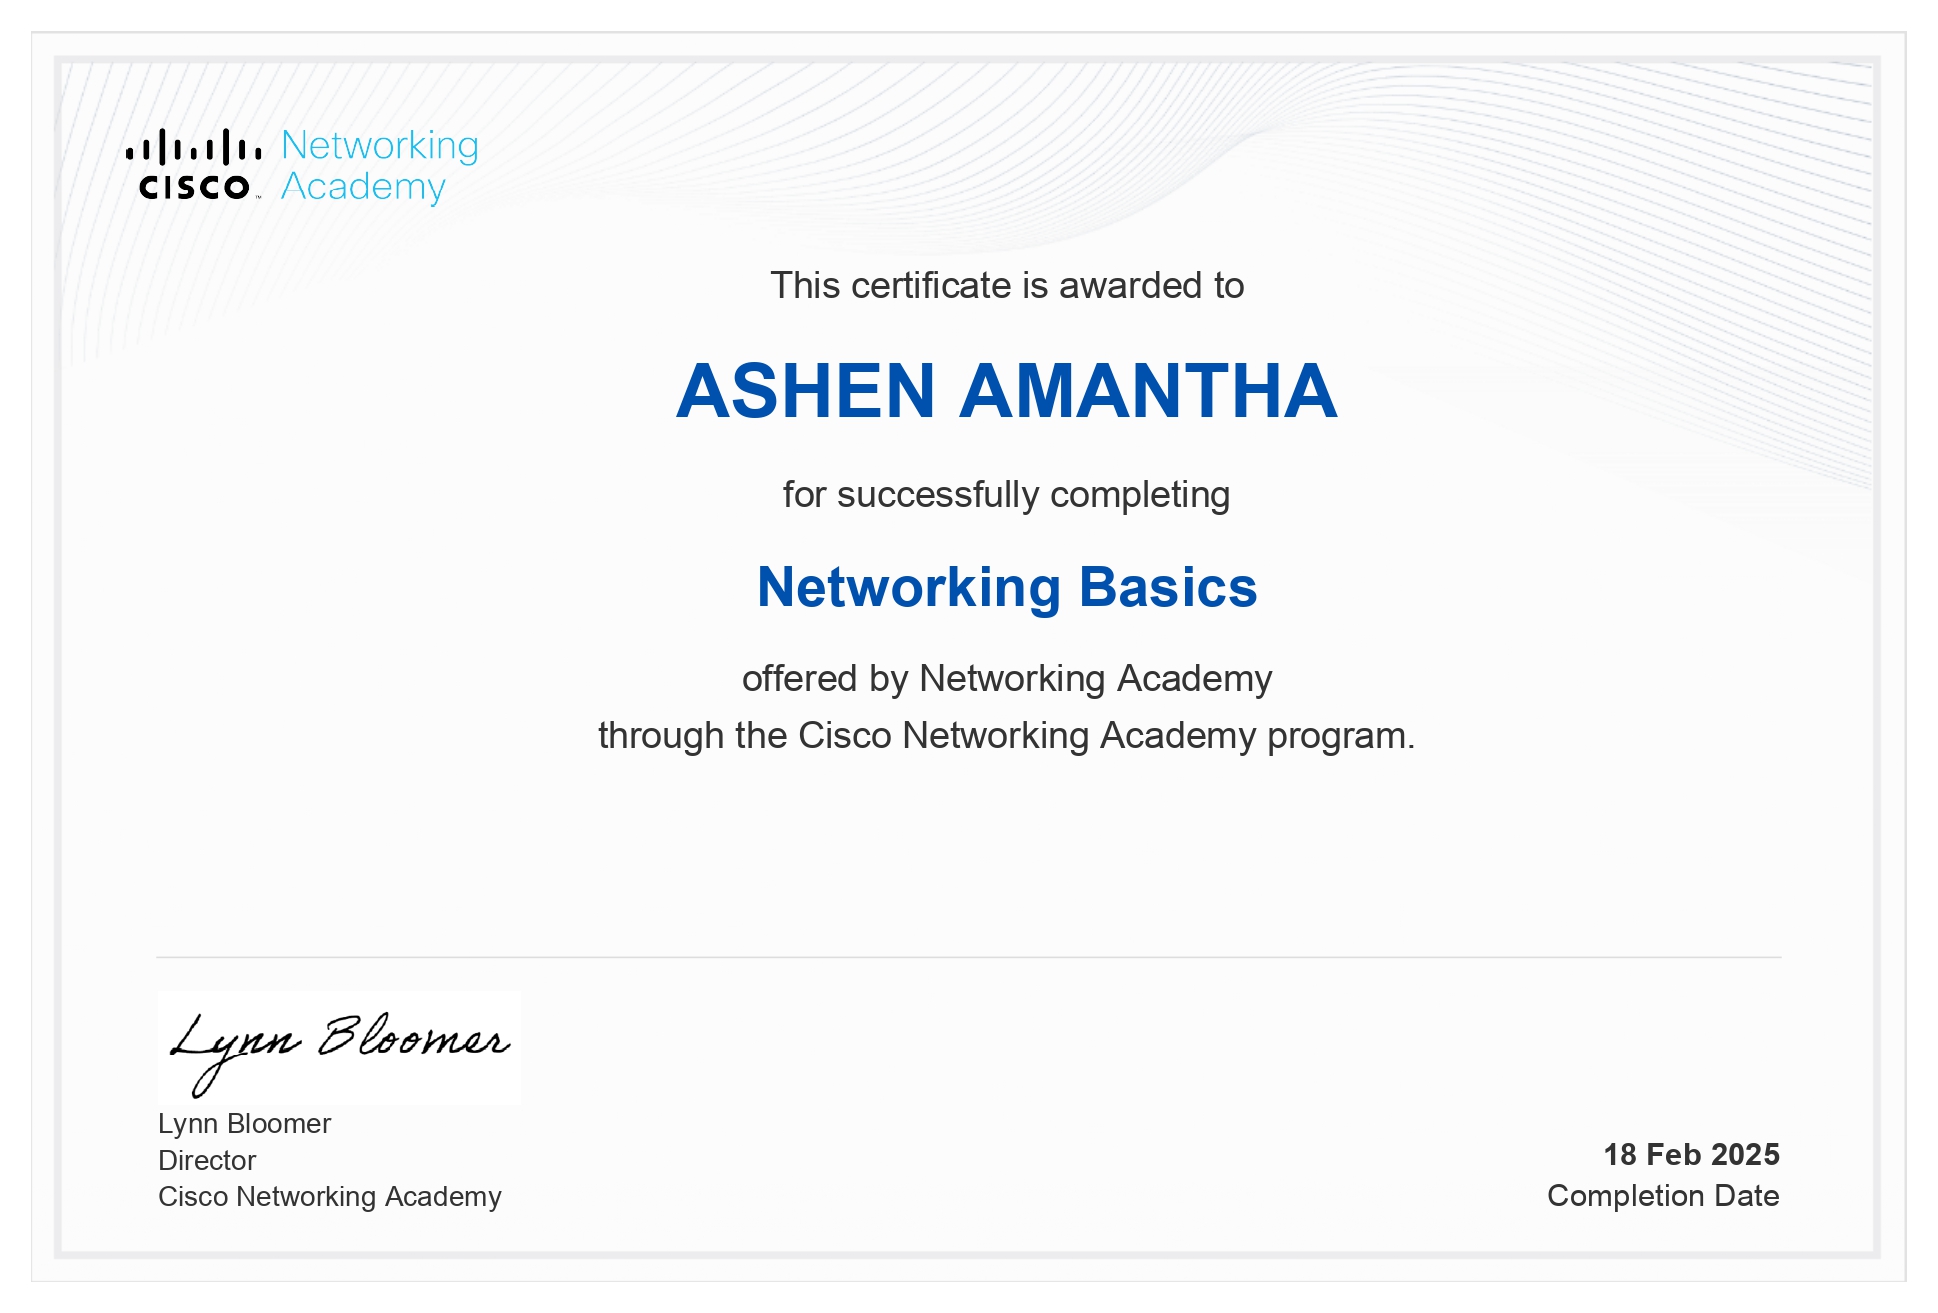 Networking
Academy
CISCO™
This certificate is awarded to
ASHEN AMANTHA
for successfully completing
Networking Basics
offered by Networking Academy
through the Cisco Networking Academy program.
Lynn Bloomer
Lynn Bloomer
Director
Cisco Networking Academy
18 Feb 2025
Completion Date